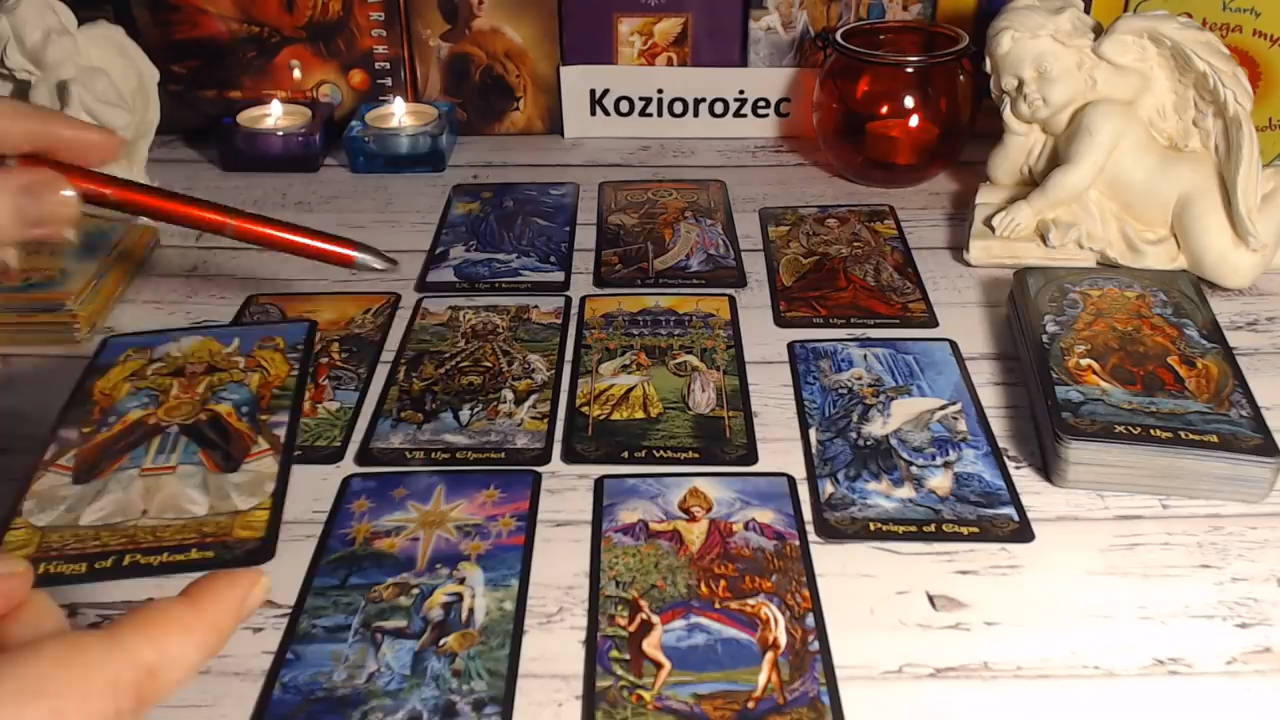 ARCHET
Karty
Koziorożec
IX. the Hermit
3 of Pentacles
III. the Empress
VII. the Chariot
4 of Wands
XV. the Devil
Prince of Cups
King of Pentacles